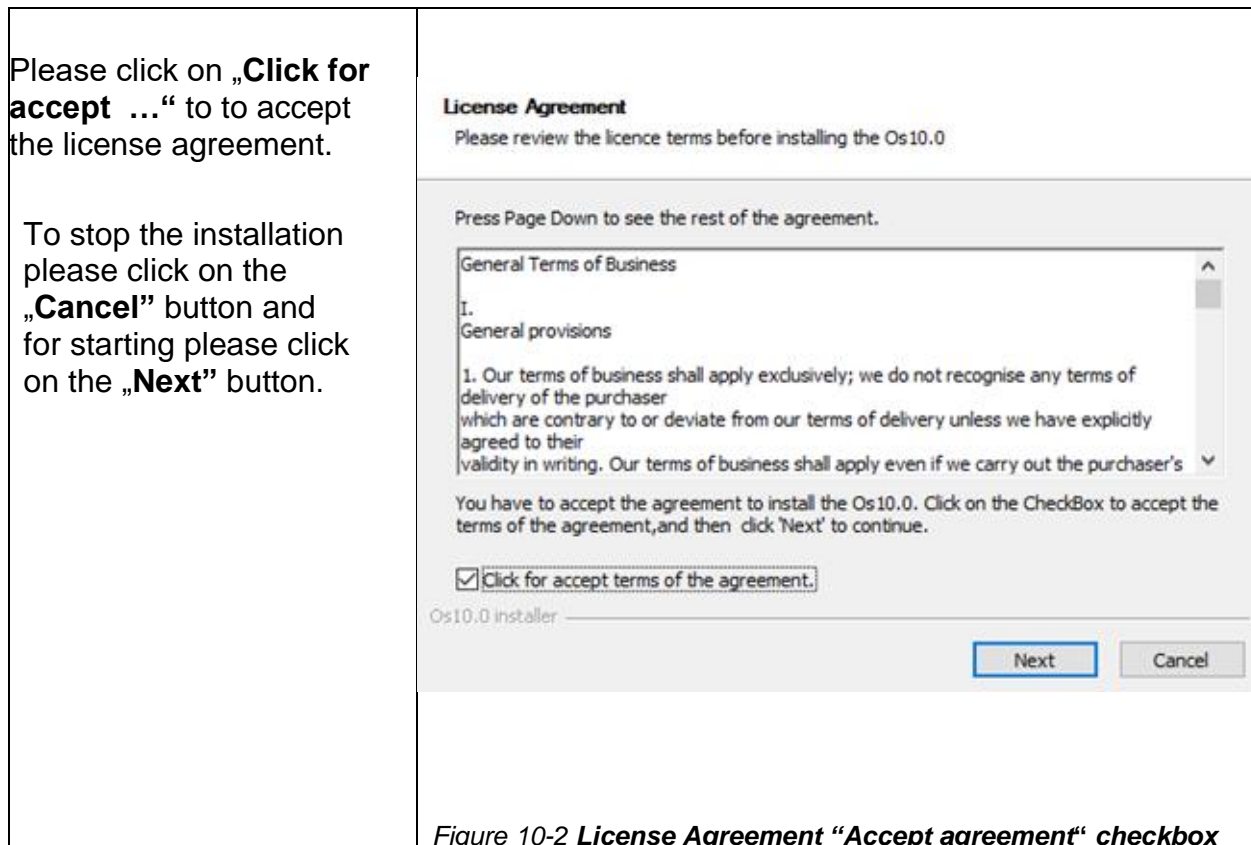 Please click on „Click for
accept  …“ to to accept
the license agreement.
To stop the installation
please click on the
„Cancel” button and
for starting please click
on the „Next” button.
License Agreement
Please review the licence terms before installing the Os10.0
Press Page Down to see the rest of the agreement.
General Terms of Business
I.
General provisions
1. Our terms of business shall apply exclusively; we do not recognise any terms of
delivery of the purchaser
which are contrary to or deviate from our terms of delivery unless we have explicitly
agreed to their
validity in writing. Our terms of business shall apply even if we carry out the purchaser's
You have to accept the agreement to install the Os10.0. Click on the CheckBox to accept the
terms of the agreement,and then  click 'Next' to continue.
Click for accept terms of the agreement.
Os10.0 installer
Next
Cancel
Figure 10-2 License Agreement “Accept agreement“ checkbox